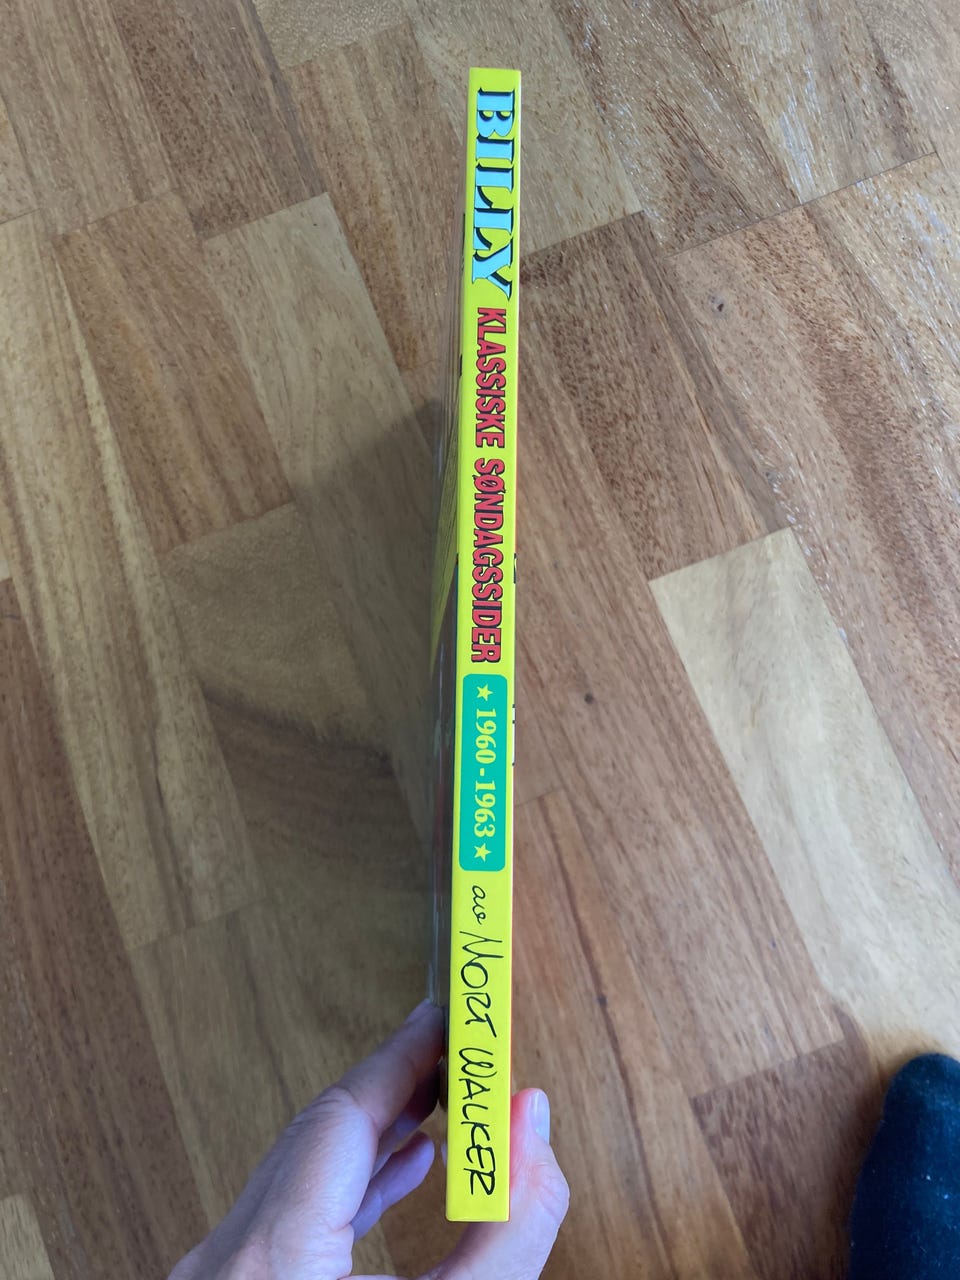 BILLY KLASSISKE SØNDAGSSIDER ★ 1960-1963 ★ av MORT WALKER